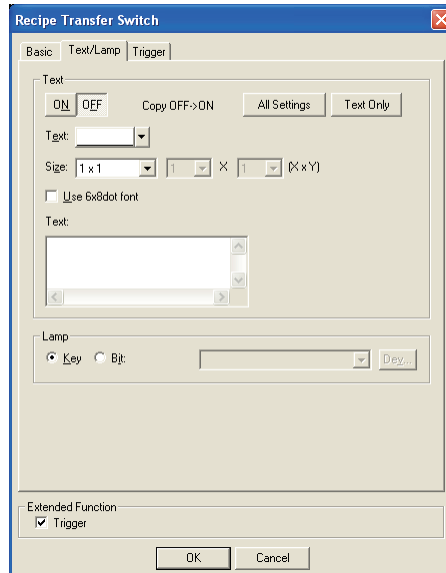 Recipe Transfer Switch
Basic Text/Lamp Trigger
Text
ON OFF Copy OFF->ON All Settings Text Only
Text:
Size: 1 x 1 1 X 1 (X x Y)
Use 6x8dot font
Text:
Lamp
Key Bit: Dev...
Extended Function
Trigger
OK Cancel